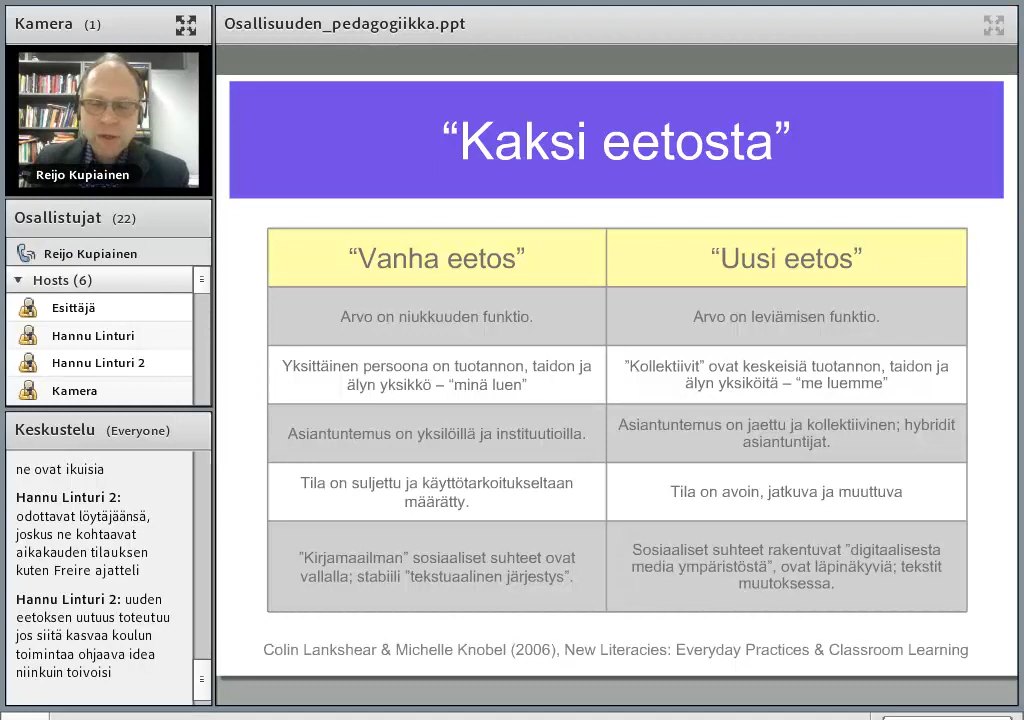 Kamera (1)
Reijo Kupiainen
Osallistujat (22)
Reijo Kupiainen
Hosts (6)
Esittäjä
Hannu Linturi
Hannu Linturi 2
Kamera
Keskustelu (Everyone)
ne ovat ikuisia
Hannu Linturi 2:
odottavat löytäjäänsä,
joskus ne kohtaavat
aikakauden tilauksen
kuten Freire ajatteli
Hannu Linturi 2: uuden
eetoksen uutuus toteutuu
jos siitä kasvaa koulun
toimintaa ohjaava idea
niinkuin toivoisi
Osallisuuden_pedagogiikka.ppt
“Kaksi eetosta”
“Vanha eetos”
“Uusi eetos”
Arvo on niukkuuden funktio.
Arvo on leviämisen funktio.
Yksittäinen persoona on tuotannon, taidon ja
älyn yksikkö – “minä luen”
”Kollektiivit” ovat keskeisiä tuotannon, taidon ja
älyn yksiköitä – “me luemme”
Asiantuntemus on yksilöillä ja instituutioilla.
Asiantuntemus on jaettu ja kollektiivinen; hybridit
asiantuntijat.
Tila on suljettu ja käyttötarkoitukseltaan
määrätty.
Tila on avoin, jatkuva ja muuttuva
”Kirjamaailman” sosiaaliset suhteet ovat
vallalla; stabiili ”tekstuaalinen järjestys”.
Sosiaaliset suhteet rakentuvat ”digitaalisesta
media ympäristöstä”, ovat läpinäkyviä; tekstit
muutoksessa.
Colin Lankshear & Michelle Knobel (2006), New Literacies: Everyday Practices & Classroom Learning